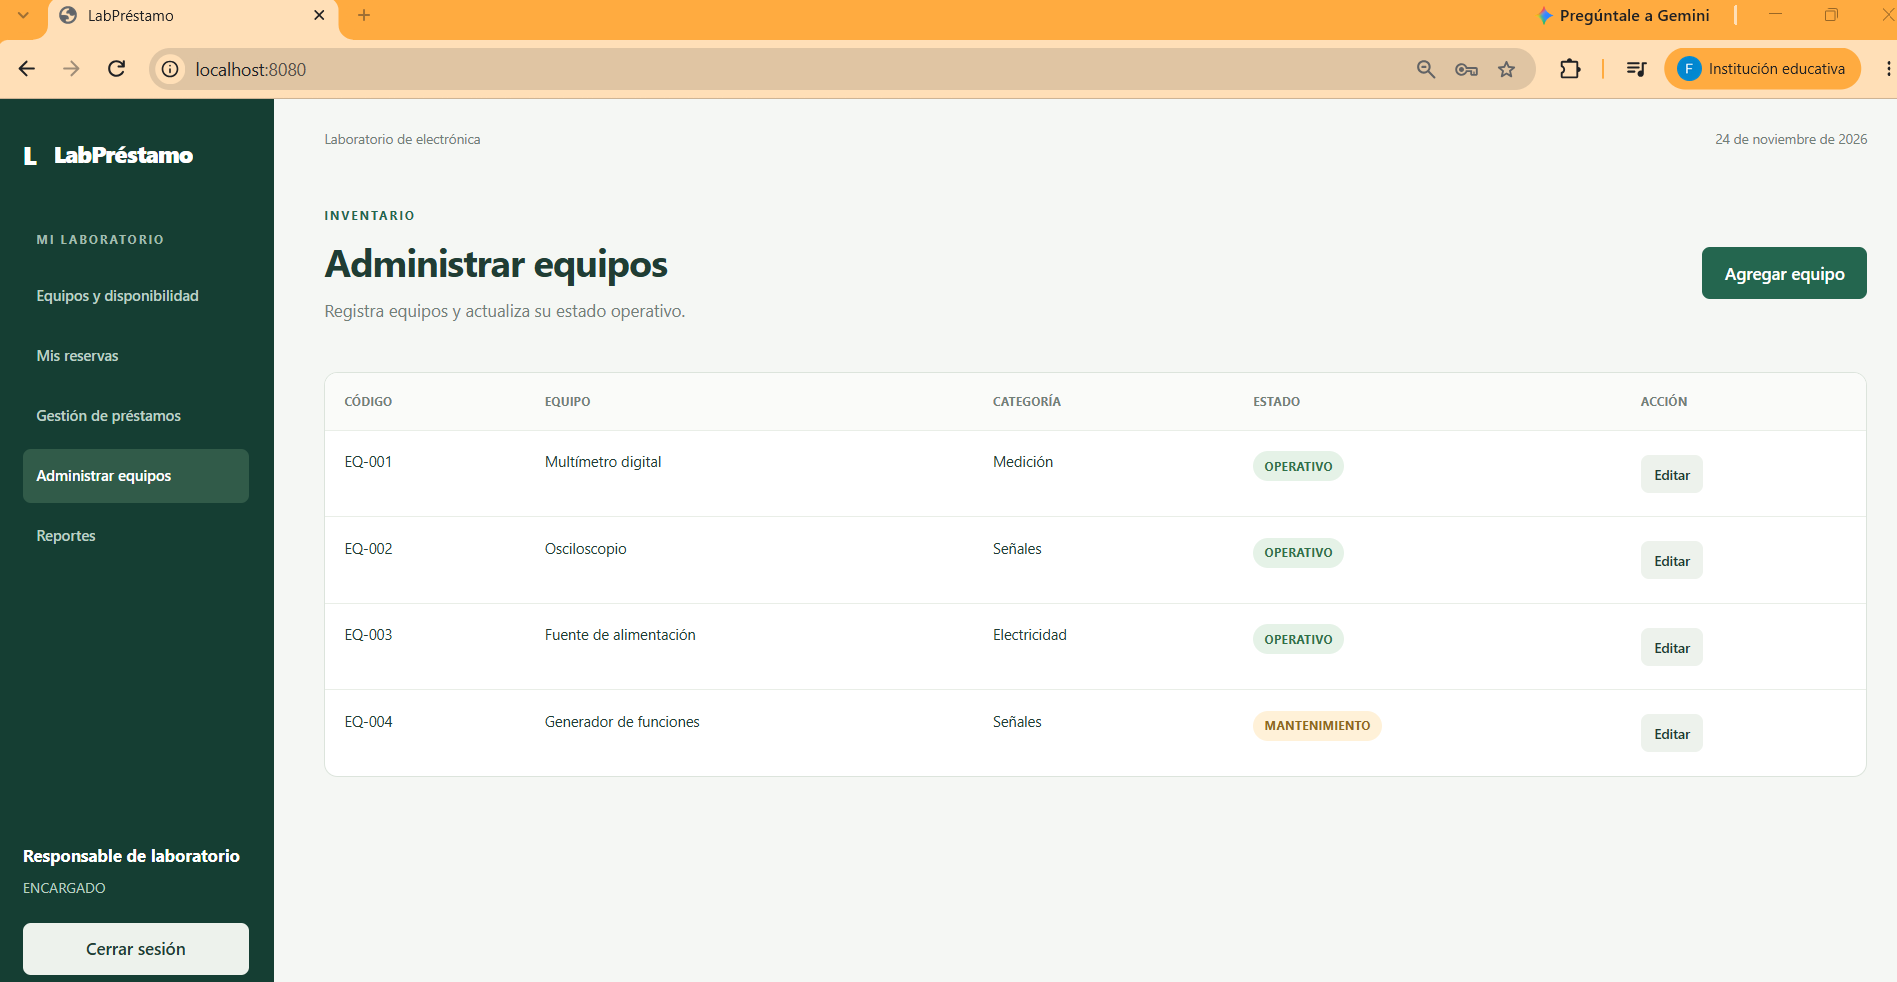 LabPréstamo
Pregúntale a Gemini
localhost:8080
F Institución educativa
L LabPréstamo
MI LABORATORIO
Equipos y disponibilidad
Mis reservas
Gestión de préstamos
Administrar equipos
Reportes
Responsable de laboratorio
ENCARGADO
Cerrar sesión
Laboratorio de electrónica
24 de noviembre de 2026
INVENTARIO
Administrar equipos
Registra equipos y actualiza su estado operativo.
Agregar equipo
CÓDIGO EQUIPO CATEGORÍA ESTADO ACCIÓN
EQ-001 Multímetro digital Medición OPERATIVO Editar
EQ-002 Osciloscopio Señales OPERATIVO Editar
EQ-003 Fuente de alimentación Electricidad OPERATIVO Editar
EQ-004 Generador de funciones Señales MANTENIMIENTO Editar